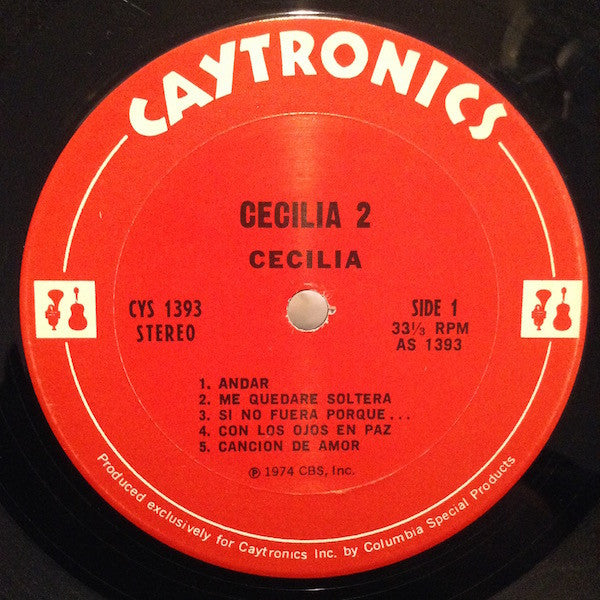 CAYTRONICS
CECILIA 2
CECILIA
CYS 1393
STEREO
SIDE 1
33⅓ RPM
AS 1393
1. ANDAR
2. ME QUEDARE SOLTERA
3. SI NO FUERA PORQUE...
4. CON LOS OJOS EN PAZ
5. CANCION DE AMOR
℗ 1974 CBS, Inc.
Produced exclusively for Caytronics Inc. by Columbia Special Products